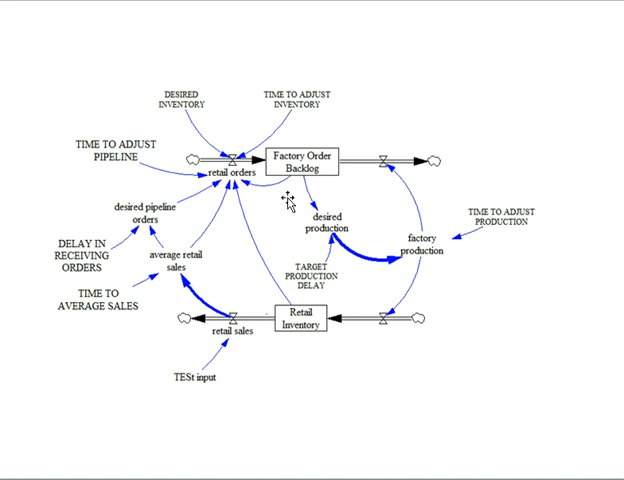 DESIRED
INVENTORY
TIME TO ADJUST
INVENTORY
TIME TO ADJUST
PIPELINE
retail orders
Factory Order
Backlog
desired pipeline
orders
desired
production
TIME TO ADJUST
PRODUCTION
factory
production
DELAY IN
RECEIVING
ORDERS
average retail
sales
TARGET
PRODUCTION
DELAY
TIME TO
AVERAGE SALES
retail sales
Retail
Inventory
TESt input